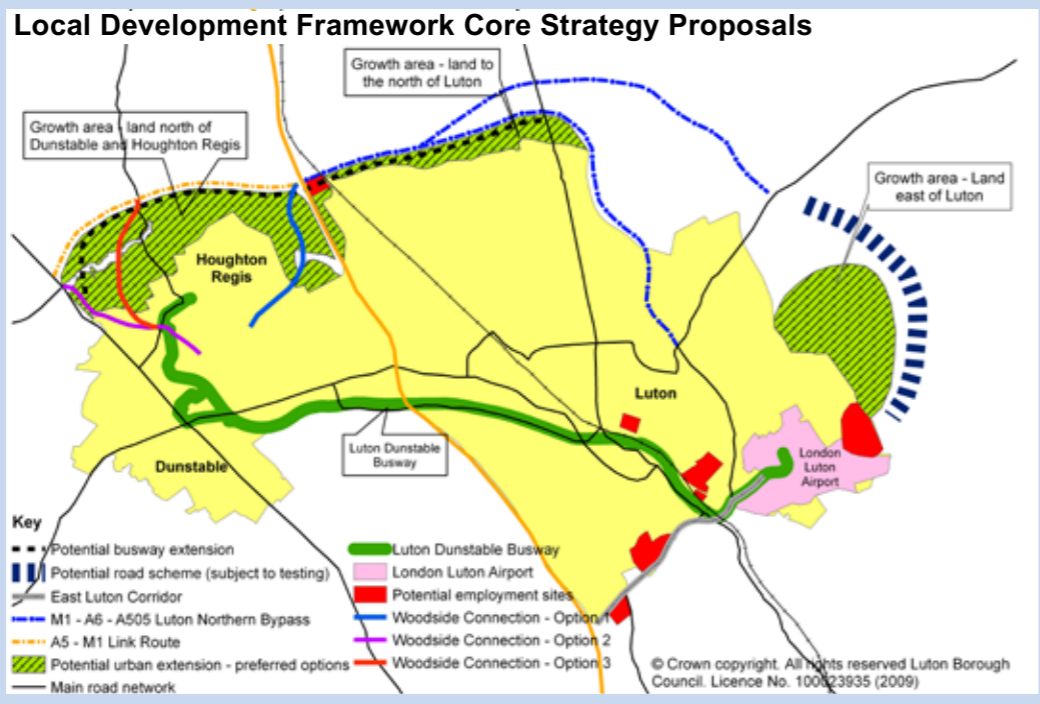 Local Development Framework Core Strategy Proposals
Growth area - land to
the north of Luton
Growth area - land north of
Dunstable and Houghton Regis
Growth area - Land
east of Luton
Houghton
Regis
Luton
Luton Dunstable
Busway
London
Luton
Airport
Dunstable
Key
Potential busway extension
Potential road scheme (subject to testing)
East Luton Corridor
M1 - A6 - A505 Luton Northern Bypass
A5 - M1 Link Route
Potential urban extension - preferred options
Main road network
Luton Dunstable Busway
London Luton Airport
Potential employment sites
Woodside Connection - Option 1
Woodside Connection - Option 2
Woodside Connection - Option 3
© Crown copyright. All rights reserved Luton Borough
Council. Licence No. 100023935 (2009)